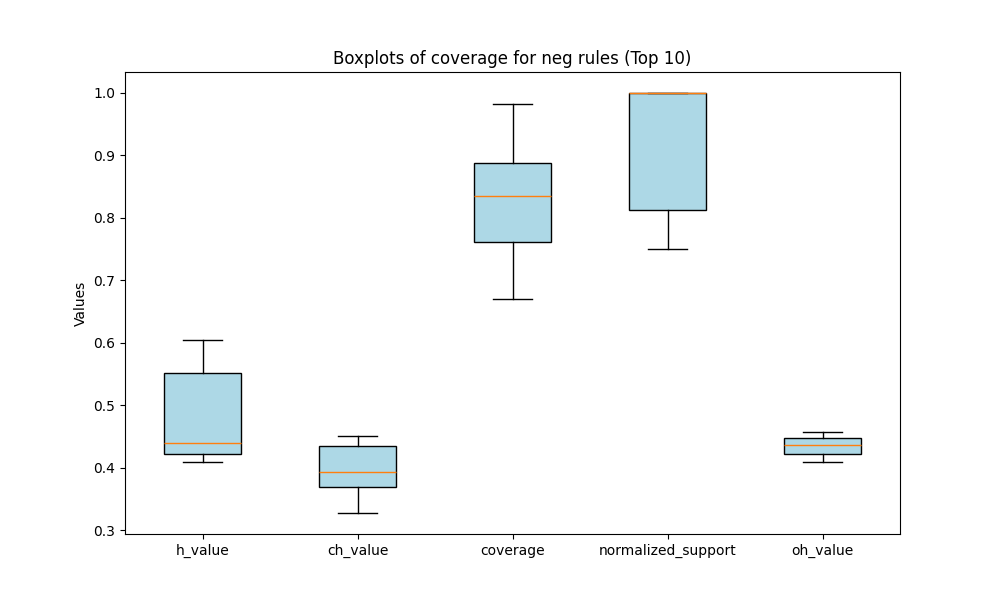 Boxplots of coverage for neg rules (Top 10)
Values
1.0
0.9
0.8
0.7
0.6
0.5
0.4
0.3
h_value ch_value coverage normalized_support oh_value